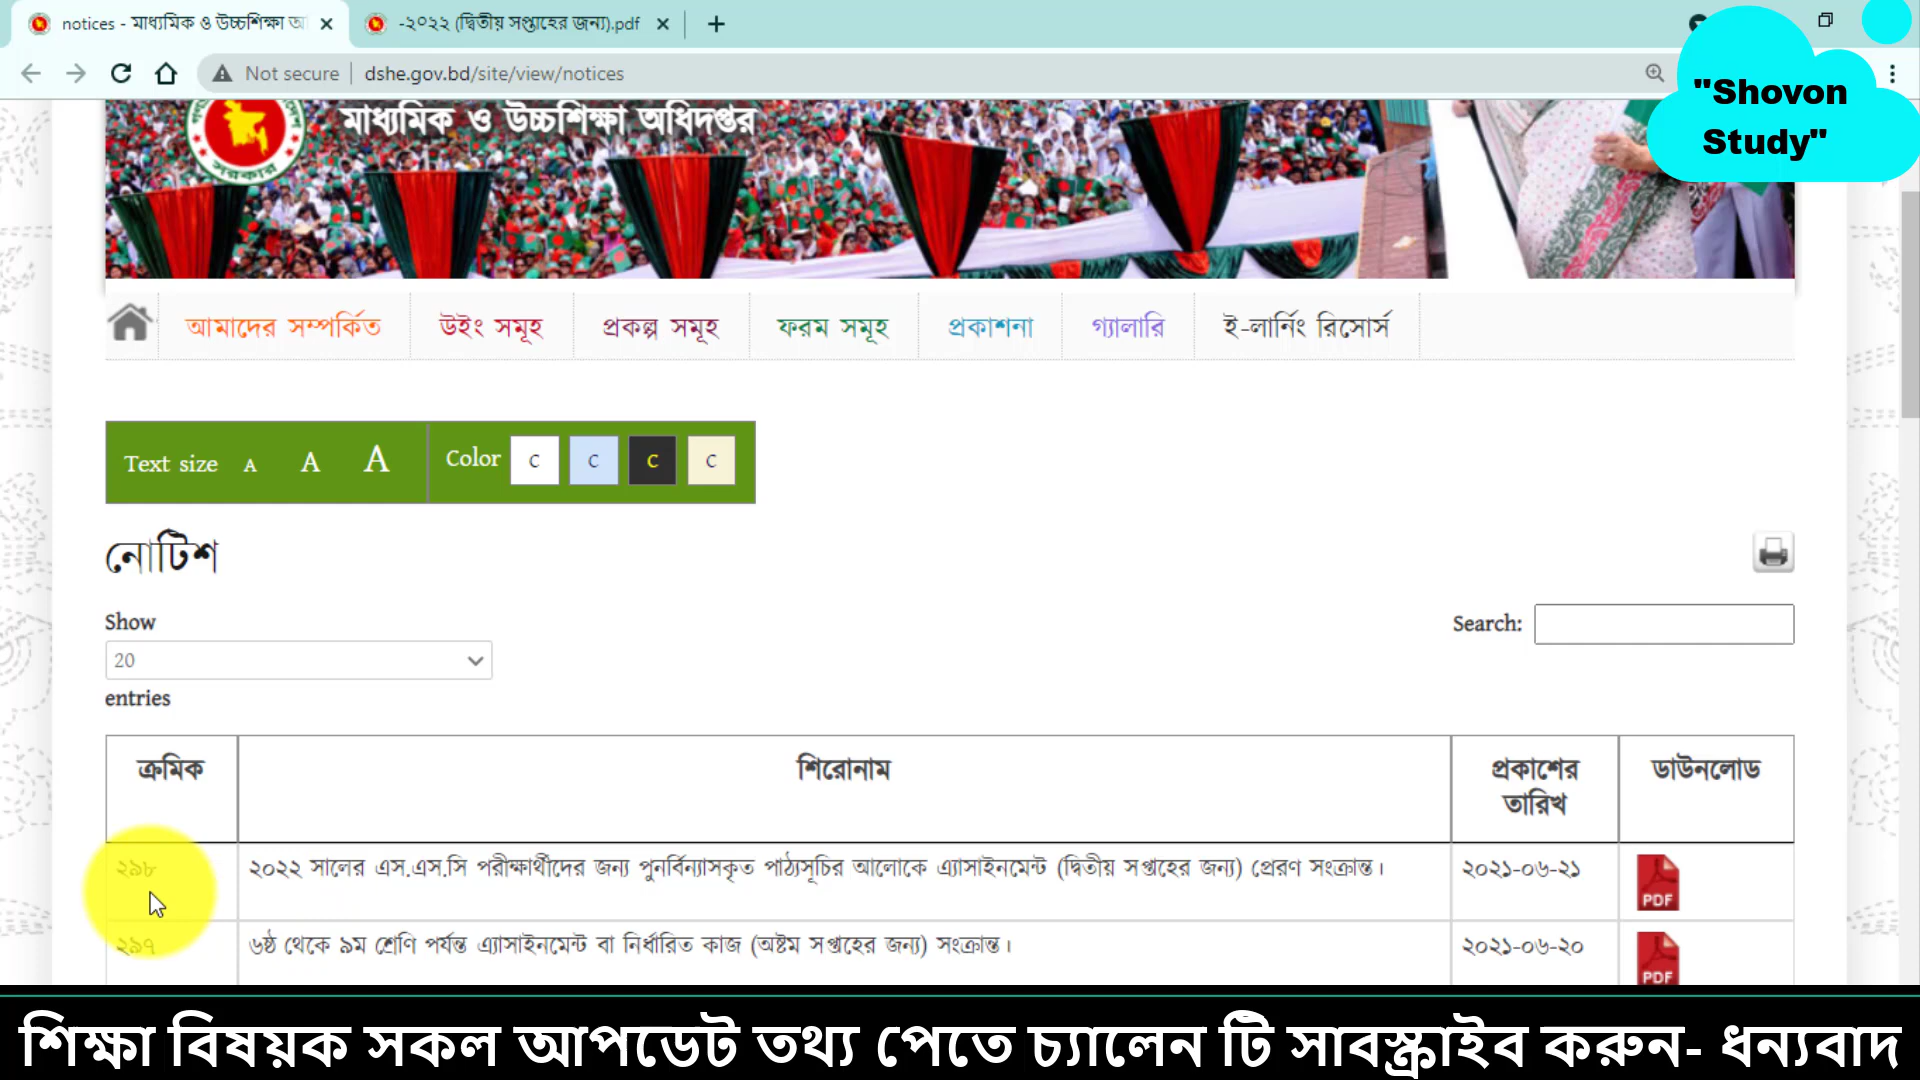 notices - মাধ্যমিক ও উচ্চশিক্ষা অ
-২০২২ (দ্বিতীয় সপ্তাহের জন্য).pdf
Not secure
dshe.gov.bd/site/view/notices
"Shovon
Study"
মাধ্যমিক ও উচ্চশিক্ষা অধিদপ্তর
সরকার
আমাদের সম্পর্কিত
উইং সমূহ
প্রকল্প সমূহ
ফরম সমূহ
প্রকাশনা
গ্যালারি
ই-লার্নিং রিসোর্স
Text size A A A
Color C C C C
নোটিশ
Show
Search:
20
entries
ক্রমিক
শিরোনাম
প্রকাশের
তারিখ
ডাউনলোড
২৯৮
২০২২ সালের এস.এস.সি পরীক্ষার্থীদের জন্য পুনর্বিন্যাসকৃত পাঠ্যসূচির আলোকে এ্যাসাইনমেন্ট (দ্বিতীয় সপ্তাহের জন্য) প্রেরণ সংক্রান্ত।
২০২১-০৬-২১
PDF
২৯৭
৬ষ্ঠ থেকে ৯ম শ্রেণি পর্যন্ত এ্যাসাইনমেন্ট বা নির্ধারিত কাজ (অষ্টম সপ্তাহের জন্য) সংক্রান্ত।
২০২১-০৬-২০
PDF
শিক্ষা বিষয়ক সকল আপডেট তথ্য পেতে চ্যালেন টি সাবস্ক্রাইব করুন- ধন্যবাদ